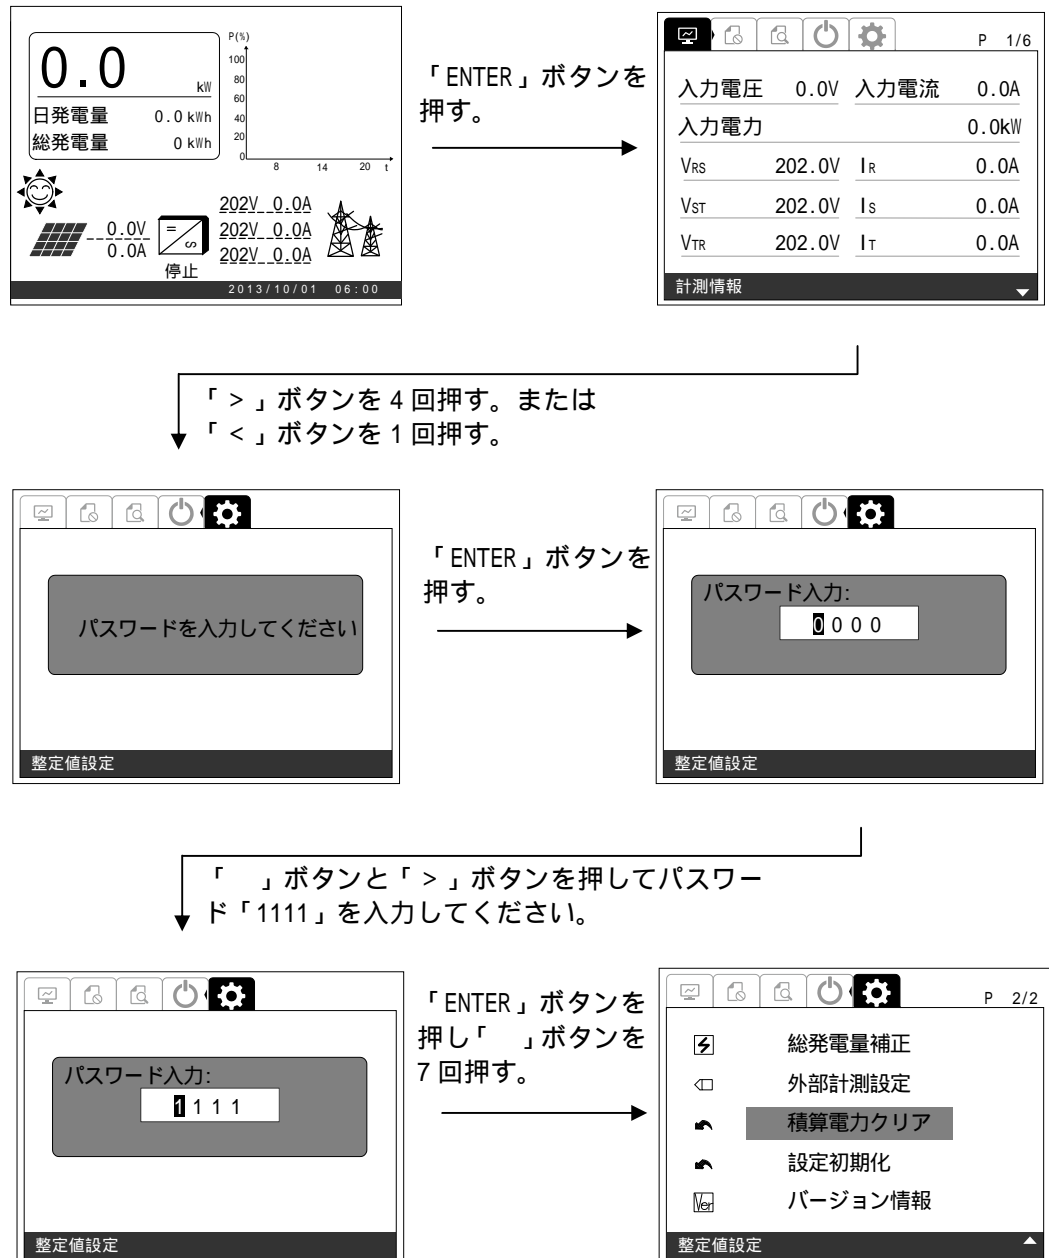 P(%)
100
80
60
40
20
0
8 14 20 t
0.0 kW
日発電量 0.0 kWh
総発電量 0 kWh
0.0V
0.0A
停止
202V 0.0A
202V 0.0A
202V 0.0A
2013/10/01 06:00
「ENTER」ボタンを
押す。
P 1/6
入力電圧 0.0V 入力電流 0.0A
入力電力 0.0kW
VRS 202.0V IR 0.0A
VST 202.0V IS 0.0A
VTR 202.0V IT 0.0A
計測情報
「>」ボタンを4回押す。または
「<」ボタンを1回押す。
パスワードを入力してください
整定値設定
「ENTER」ボタンを
押す。
パスワード入力:
0000
整定値設定
「 」ボタンと「>」ボタンを押してパスワー
ド「1111」を入力してください。
パスワード入力:
1111
整定値設定
「ENTER」ボタンを
押し「 」ボタンを
7回押す。
P 2/2
総発電量補正
外部計測設定
積算電力クリア
設定初期化
Ver バージョン情報
整定値設定